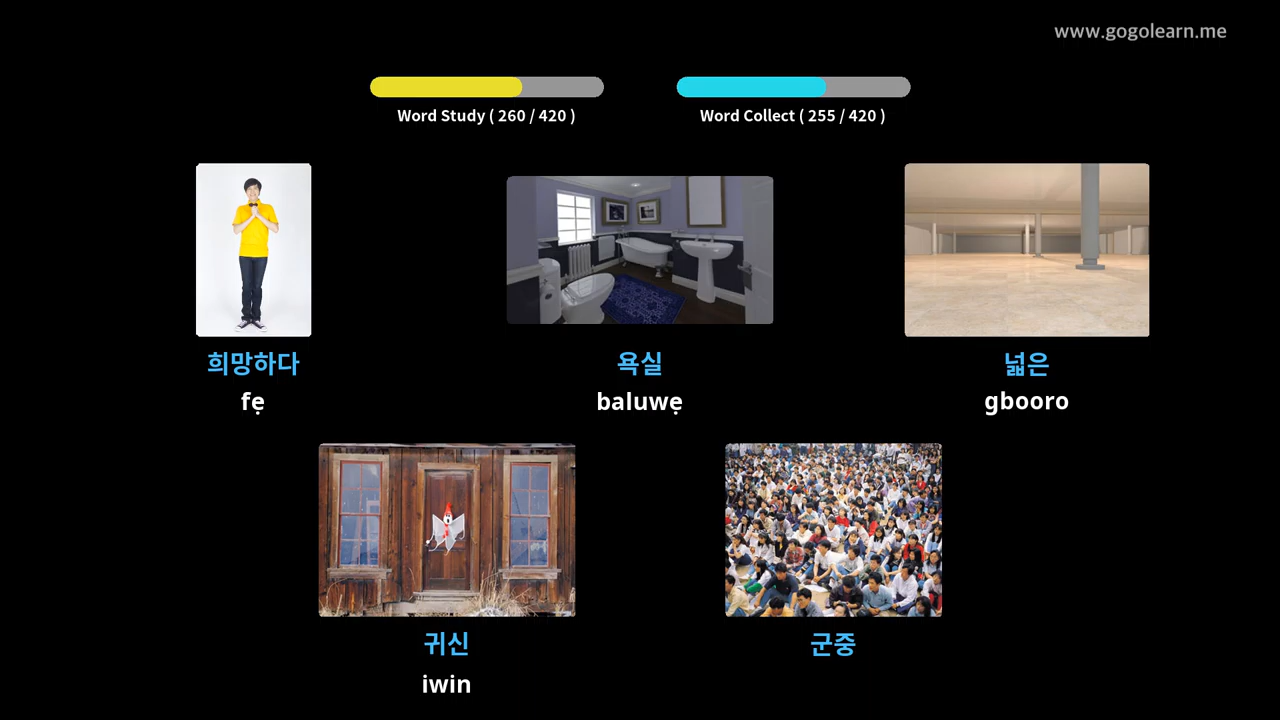 www.gogolearn.me
Word Study ( 260 / 420 )
Word Collect ( 255 / 420 )
희망하다
fẹ
욕실
baluwẹ
넓은
gbooro
귀신
iwin
군중